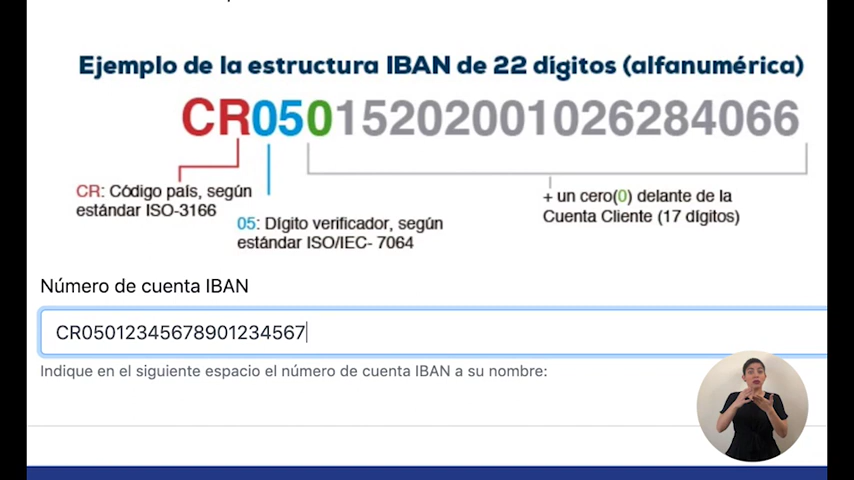 Ejemplo de la estructura IBAN de 22 dígitos (alfanumérica)
CR05015202001026284066
CR: Código país, según
estándar ISO-3166
05: Dígito verificador, según
estándar ISO/IEC- 7064
+ un cero(0) delante de la
Cuenta Cliente (17 dígitos)
Número de cuenta IBAN
CR05012345678901234567
Indique en el siguiente espacio el número de cuenta IBAN a su nombre: